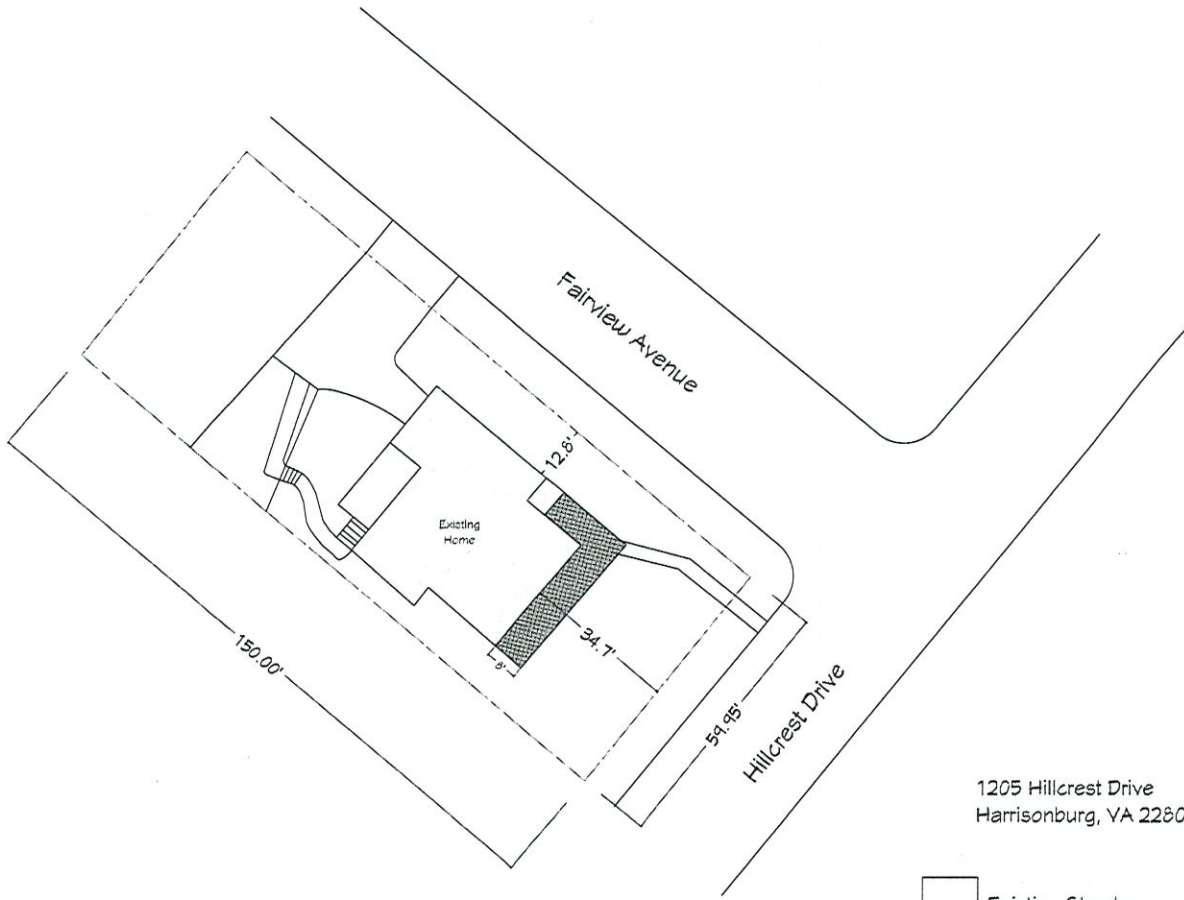 Fairview Avenue
12.8'
Existing
Home
34.7'
150.00'
59.95'
Hillcrest Drive
1205 Hillcrest Drive
Harrisonburg, VA 2280